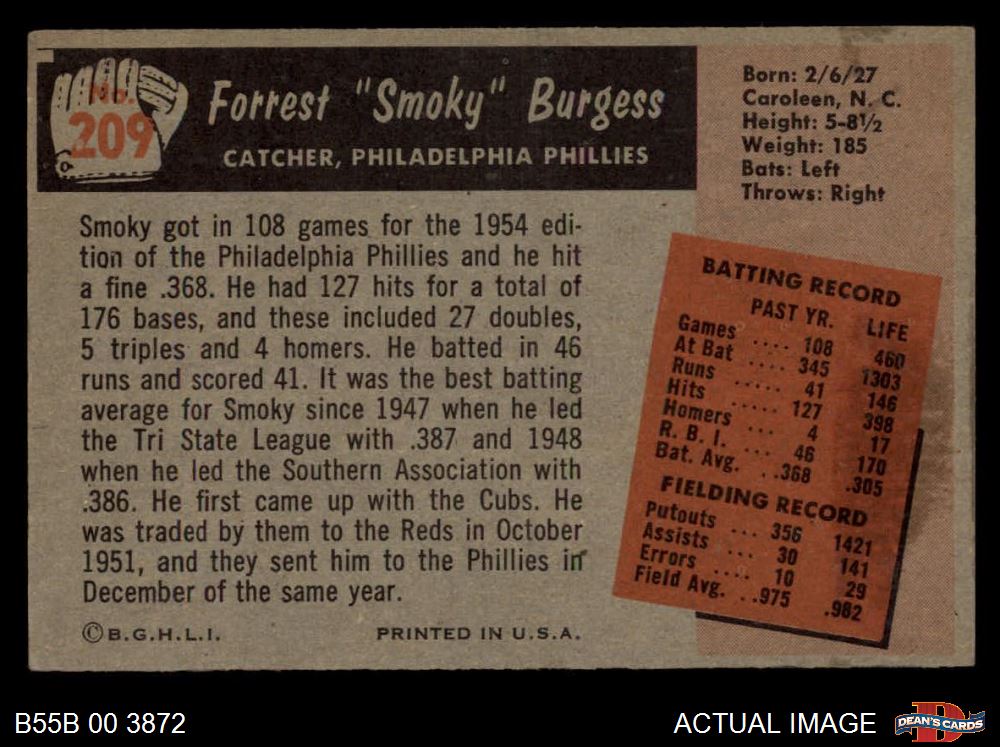 No.
209
Forrest "Smoky" Burgess
CATCHER, PHILADELPHIA PHILLIES
Born: 2/6/27
Caroleen, N. C.
Height: 5-8½
Weight: 185
Bats: Left
Throws: Right
Smoky got in 108 games for the 1954 edi-
tion of the Philadelphia Phillies and he hit
a fine .368. He had 127 hits for a total of
176 bases, and these included 27 doubles,
5 triples and 4 homers. He batted in 46
runs and scored 41. It was the best batting
average for Smoky since 1947 when he led
the Tri State League with .387 and 1948
when he led the Southern Association with
.386. He first came up with the Cubs. He
was traded by them to the Reds in October
1951, and they sent him to the Phillies in
December of the same year.
©B.G.H.L.I. PRINTED IN U.S.A.
BATTING RECORD
PAST YR. LIFE
Games .... 108 460
At Bat .... 345 1303
Runs ..... 41 146
Hits ..... 127 398
Homers ... 4 17
R. B. I. ... 46 170
Bat. Avg. ..368 .305
FIELDING RECORD
Putouts ... 356 1421
Assists ... 30 141
Errors .... 10 29
Field Avg. ..975 .982
B55B 00 3872
ACTUAL IMAGE
DEAN'S CARDS